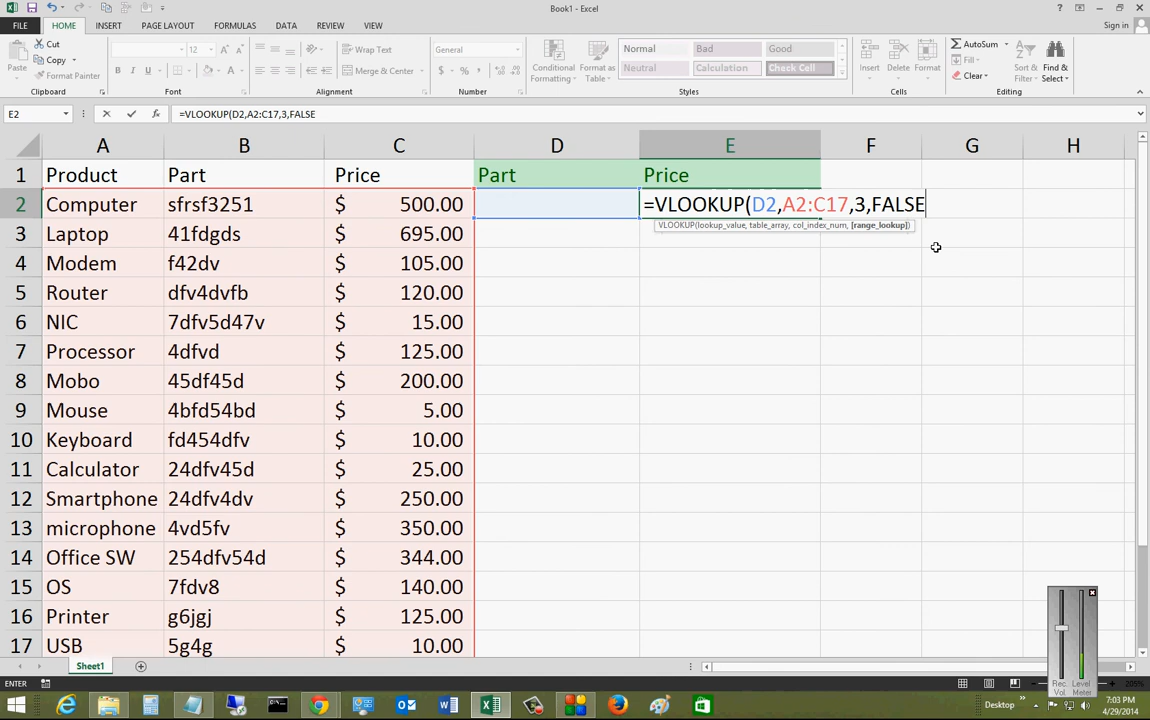 Book1 - Excel
Sign in
FILE HOME INSERT PAGE LAYOUT FORMULAS DATA REVIEW VIEW
Paste
Cut
Copy
Format Painter
Clipboard
12
B I U
Font
Wrap Text
Merge & Center
Alignment
General
$ % ,
Number
Conditional Formatting
Format as Table
Normal Bad Good
Neutral Calculation Check Cell
Styles
Insert Delete Format
Cells
AutoSum
Fill
Clear
Sort & Filter
Find & Select
Editing
E2
fx
=VLOOKUP(D2,A2:C17,3,FALSE
A B C D E F G H
1 Product Part Price Part Price
2 Computer sfrsf3251 $ 500.00 =VLOOKUP(D2,A2:C17,3,FALSE
VLOOKUP(lookup_value, table_array, col_index_num, [range_lookup])
3 Laptop 41fdgds $ 695.00
4 Modem f42dv $ 105.00
5 Router dfv4dvfb $ 120.00
6 NIC 7dfv5d47v $ 15.00
7 Processor 4dfvd $ 125.00
8 Mobo 45df45d $ 200.00
9 Mouse 4bfd54bd $ 5.00
10 Keyboard fd454dfv $ 10.00
11 Calculator 24dfv45d $ 25.00
12 Smartphone 24dfv4dv $ 250.00
13 microphone 4vd5fv $ 350.00
14 Office SW 254dfv54d $ 344.00
15 OS 7fdv8 $ 140.00
16 Printer g6jgj $ 125.00
17 USB 5g4g $ 10.00
Rec. Vol.
Level Meter
Sheet1
ENTER
205%
Desktop
7:03 PM
4/29/2014